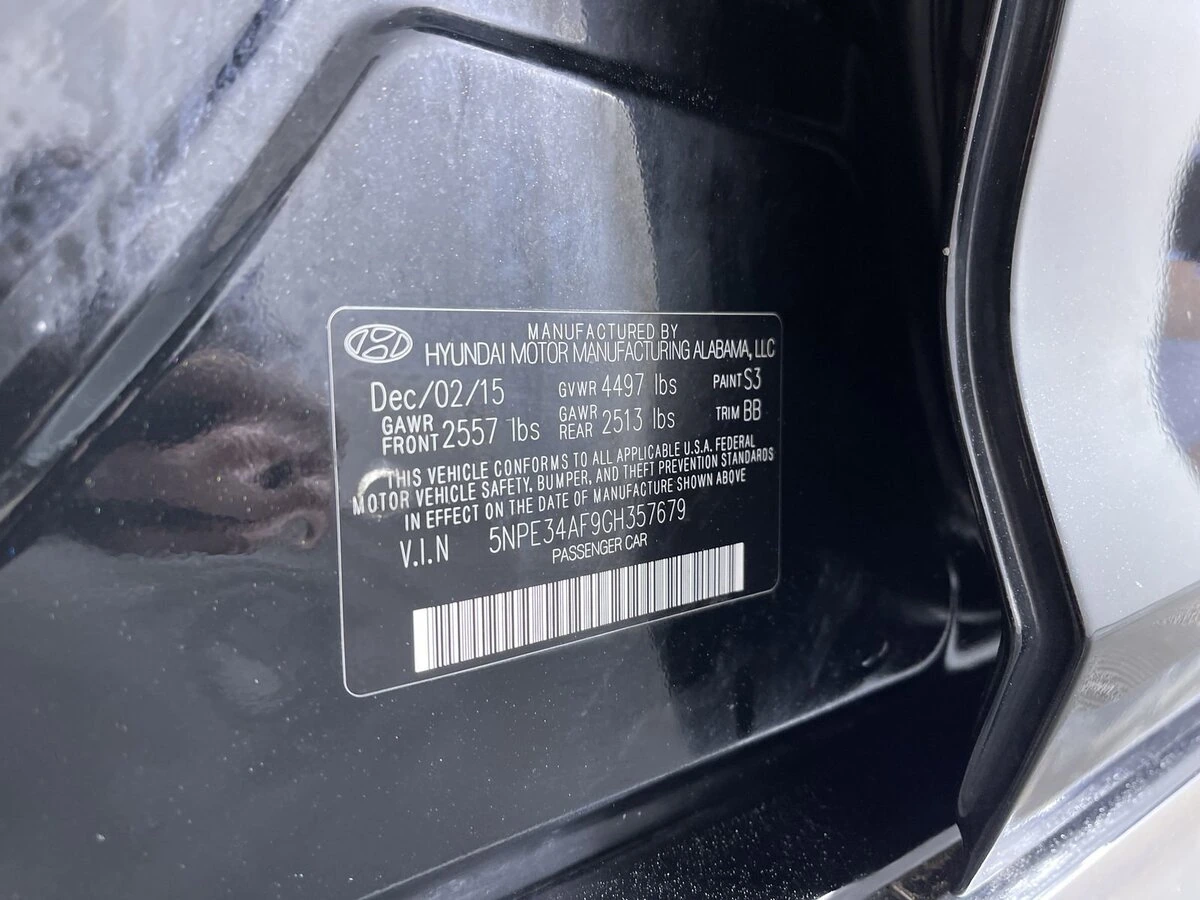 MANUFACTURED BY
HYUNDAI MOTOR MANUFACTURING ALABAMA, LLC
Dec/02/15 GVWR 4497 lbs PAINT S3
GAWR FRONT 2557 lbs GAWR REAR 2513 lbs TRIM BB
THIS VEHICLE CONFORMS TO ALL APPLICABLE U.S.A. FEDERAL
MOTOR VEHICLE SAFETY, BUMPER, AND THEFT PREVENTION STANDARDS
IN EFFECT ON THE DATE OF MANUFACTURE SHOWN ABOVE
V.I.N 5NPE34AF9GH357679
PASSENGER CAR